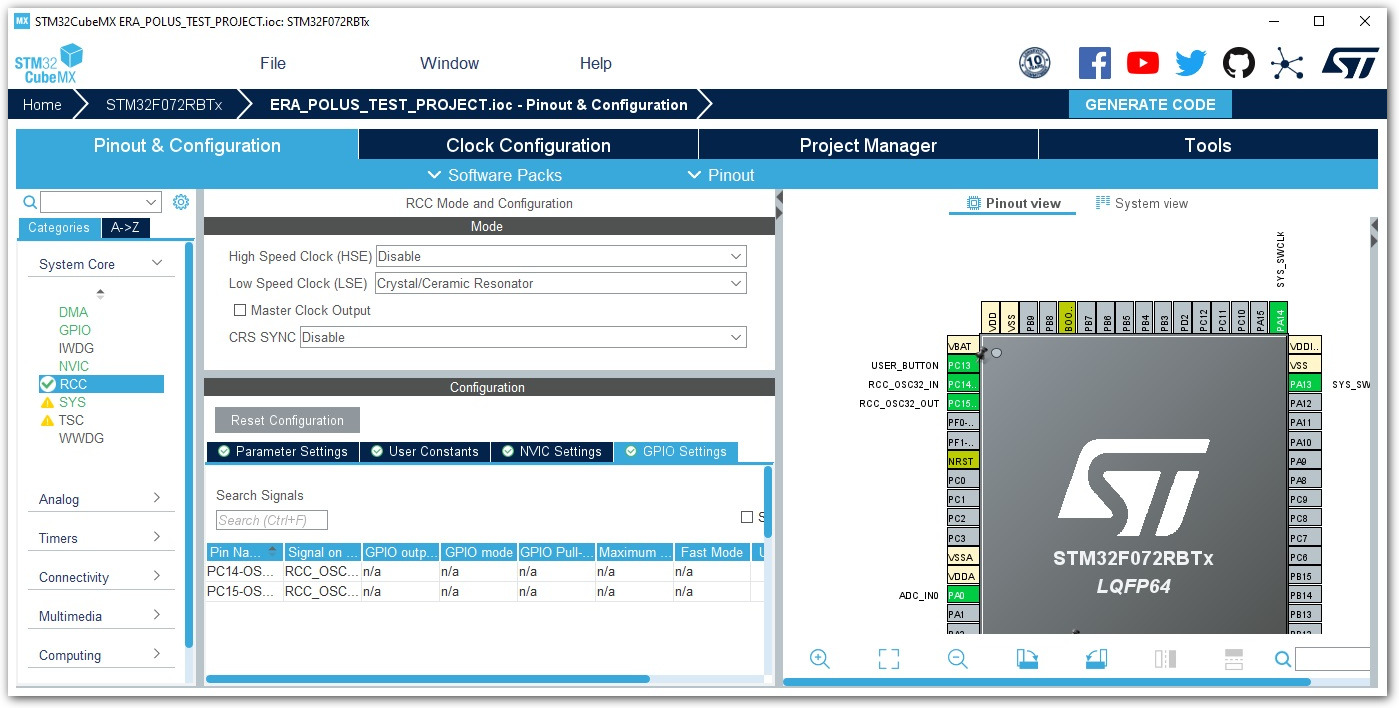 MX STM32CubeMX ERA_POLUS_TEST_PROJECT.ioc: STM32F072RBTx
STM32
CubeMX
File Window Help
10
ST
Home STM32F072RBTx ERA_POLUS_TEST_PROJECT.ioc - Pinout & Configuration GENERATE CODE
Pinout & Configuration Clock Configuration Project Manager Tools
Software Packs Pinout
Categories A->Z
System Core
DMA
GPIO
IWDG
NVIC
RCC
SYS
TSC
WWDG
Analog
Timers
Connectivity
Multimedia
Computing
RCC Mode and Configuration
Mode
High Speed Clock (HSE) Disable
Low Speed Clock (LSE) Crystal/Ceramic Resonator
Master Clock Output
CRS SYNC Disable
Configuration
Reset Configuration
Parameter Settings User Constants NVIC Settings GPIO Settings
Search Signals
Search (Ctrl+F) S
Pin Na... Signal on ... GPIO outp... GPIO mode GPIO Pull-... Maximum ... Fast Mode U
PC14-OS... RCC_OSC... n/a n/a n/a n/a n/a
PC15-OS... RCC_OSC... n/a n/a n/a n/a n/a
Pinout view System view
SYS_SWCLK
VDD VSS PB9 PB8 BOO.. PB7 PB6 PB5 PB4 PB3 PD2 PC12 PC11 PC10 PA15 PA14
VBAT VDDI..
USER_BUTTON PC13 VSS
RCC_OSC32_IN PC14.. PA13 SYS_SW
RCC_OSC32_OUT PC15.. PA12
PF0-.. PA11
PF1-.. PA10
NRST PA9
PC0 PA8
PC1 PC9
PC2 PC8
PC3 PC7
VSSA PC6
VDDA PB15
ADC_IN0 PA0 PB14
PA1 PB13
PA2 PB12
ST
STM32F072RBTx
LQFP64